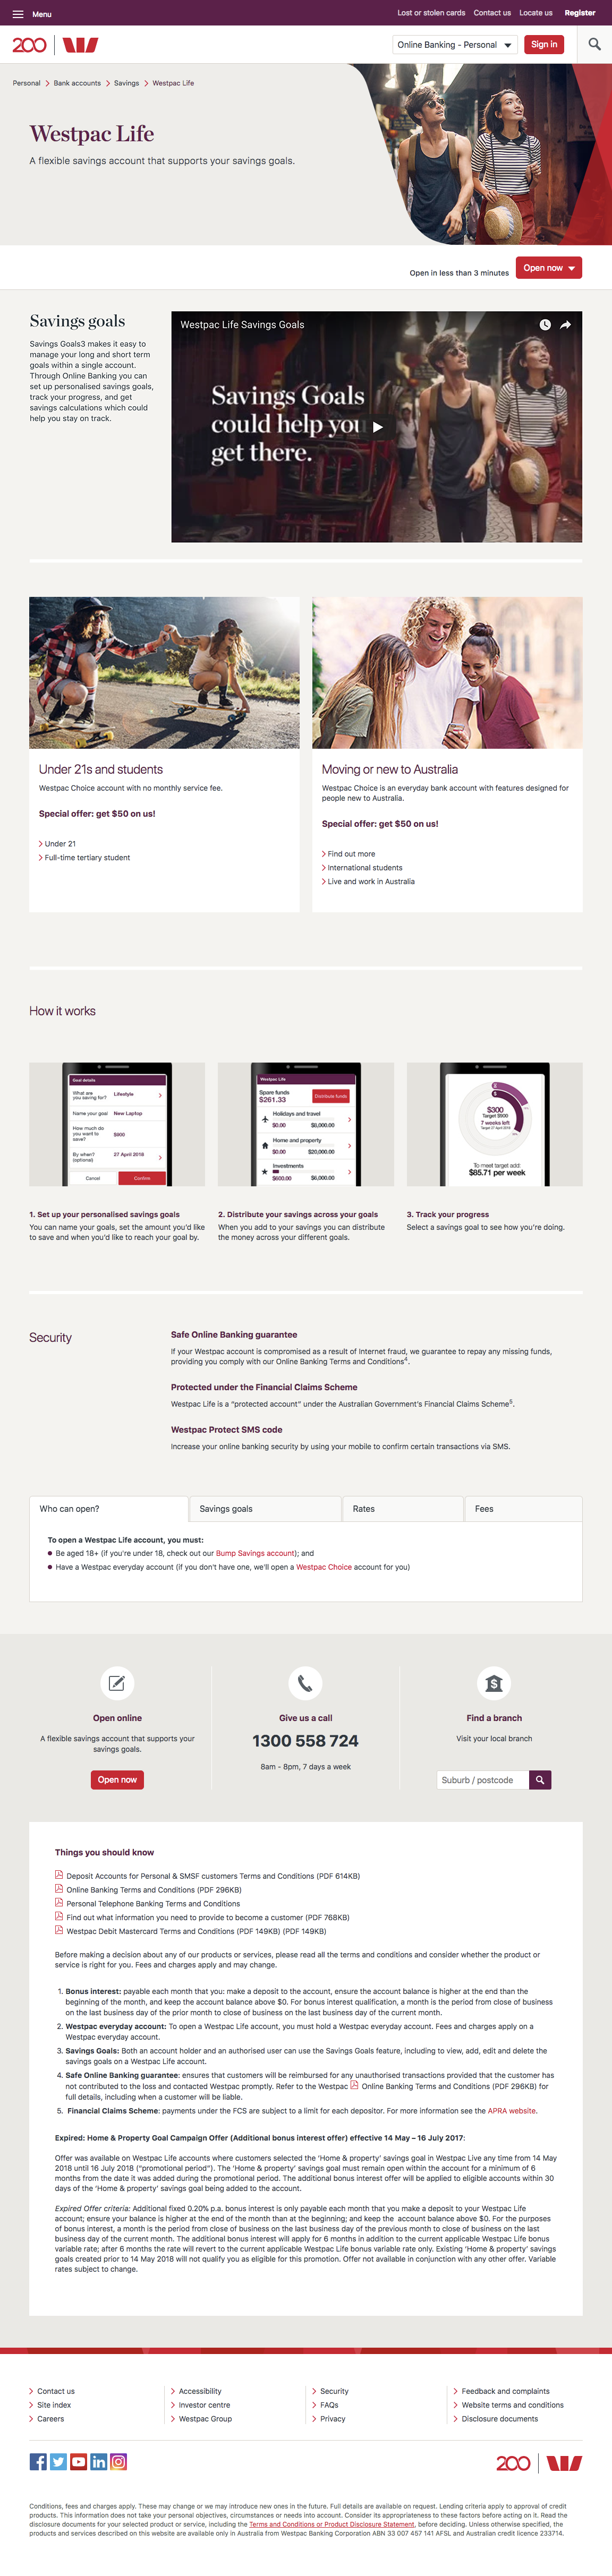 Menu
Lost or stolen cards Contact us Locate us Register
200
Online Banking - Personal Sign in
Personal Bank accounts Savings Westpac Life
Westpac Life
A flexible savings account that supports your savings goals.
Open in less than 3 minutes Open now
Savings goals
Savings Goals3 makes it easy to
manage your long and short term
goals within a single account.
Through Online Banking you can
set up personalised savings goals,
track your progress, and get
savings calculations which could
help you stay on track.
Westpac Life Savings Goals
Savings Goals
could help you
get there.
Under 21s and students
Westpac Choice account with no monthly service fee.
Special offer: get $50 on us!
Under 21
Full-time tertiary student
Moving or new to Australia
Westpac Choice is an everyday bank account with features designed for
people new to Australia.
Special offer: get $50 on us!
Find out more
International students
Live and work in Australia
How it works
Goal details
What are
you saving for? Lifestyle
Name your goal New Laptop
How much do
you want to
save? $900
By when?
(optional) 27 April 2018
Cancel Confirm
Westpac Life
Spare funds
$261.33 Distribute funds
Holidays and travel
$0.00 $8,000.00
Home and property
$0.00 $20,000.00
Investments
$600.00 $6,000.00
$300
Target $900
7 weeks left
Target 27 April 2018
To meet target add:
$85.71 per week
1. Set up your personalised savings goals
You can name your goals, set the amount you'd like
to save and when you'd like to reach your goal by.
2. Distribute your savings across your goals
When you add to your savings you can distribute
the money across your different goals.
3. Track your progress
Select a savings goal to see how you're doing.
Security
Safe Online Banking guarantee
If your Westpac account is compromised as a result of Internet fraud, we guarantee to repay any missing funds,
providing you comply with our Online Banking Terms and Conditions4.
Protected under the Financial Claims Scheme
Westpac Life is a "protected account" under the Australian Government's Financial Claims Scheme5.
Westpac Protect SMS code
Increase your online banking security by using your mobile to confirm certain transactions via SMS.
Who can open? Savings goals Rates Fees
To open a Westpac Life account, you must:
Be aged 18+ (if you're under 18, check out our Bump Savings account); and
Have a Westpac everyday account (if you don't have one, we'll open a Westpac Choice account for you)
Open online
A flexible savings account that supports your
savings goals.
Open now
Give us a call
1300 558 724
8am - 8pm, 7 days a week
Find a branch
Visit your local branch
Suburb / postcode
Things you should know
Deposit Accounts for Personal & SMSF customers Terms and Conditions (PDF 614KB)
Online Banking Terms and Conditions (PDF 296KB)
Personal Telephone Banking Terms and Conditions
Find out what information you need to provide to become a customer (PDF 768KB)
Westpac Debit Mastercard Terms and Conditions (PDF 149KB) (PDF 149KB)
Before making a decision about any of our products or services, please read all the terms and conditions and consider whether the product or
service is right for you. Fees and charges apply and may change.
1. Bonus interest: payable each month that you: make a deposit to the account, ensure the account balance is higher at the end than the
beginning of the month, and keep the account balance above $0. For bonus interest qualification, a month is the period from close of business
on the last business day of the prior month to close of business on the last business day of the current month.
2. Westpac everyday account: To open a Westpac Life account, you must hold a Westpac everyday account. Fees and charges apply on a
Westpac everyday account.
3. Savings Goals: Both an account holder and an authorised user can use the Savings Goals feature, including to view, add, edit and delete the
savings goals on a Westpac Life account.
4. Safe Online Banking guarantee: ensures that customers will be reimbursed for any unauthorised transactions provided that the customer has
not contributed to the loss and contacted Westpac promptly. Refer to the Westpac Online Banking Terms and Conditions (PDF 296KB) for
full details, including when a customer will be liable.
5. Financial Claims Scheme: payments under the FCS are subject to a limit for each depositor. For more information see the APRA website.
Expired: Home & Property Goal Campaign Offer (Additional bonus interest offer) effective 14 May – 16 July 2017:
Offer was available on Westpac Life accounts where customers selected the 'Home & property' savings goal in Westpac Live any time from 14 May
2018 until 16 July 2018 ("promotional period"). The 'Home & property' savings goal must remain open within the account for a minimum of 6
months from the date it was added during the promotional period. The additional bonus interest offer will be applied to eligible accounts within 30
days of the 'Home & property' savings goal being added to the account.
Expired Offer criteria: Additional fixed 0.20% p.a. bonus interest is only payable each month that you make a deposit to your Westpac Life
account; ensure your balance is higher at the end of the month than at the beginning; and keep the account balance above $0. For the purposes
of bonus interest, a month is the period from close of business on the last business day of the previous month to close of business on the last
business day of the current month. The additional bonus interest will apply for 6 months in addition to the current applicable Westpac Life bonus
variable rate; after 6 months the rate will revert to the current applicable Westpac Life bonus variable rate only. Existing 'Home & property' savings
goals created prior to 14 May 2018 will not qualify you as eligible for this promotion. Offer not available in conjunction with any other offer. Variable
rates subject to change.
Contact us Accessibility Security Feedback and complaints
Site index Investor centre FAQs Website terms and conditions
Careers Westpac Group Privacy Disclosure documents
200
Conditions, fees and charges apply. These may change or we may introduce new ones in the future. Full details are available on request. Lending criteria apply to approval of credit
products. This information does not take your personal objectives, circumstances or needs into account. Consider its appropriateness to these factors before acting on it. Read the
disclosure documents for your selected product or service, including the Terms and Conditions or Product Disclosure Statement, before deciding. Unless otherwise specified, the
products and services described on this website are available only in Australia from Westpac Banking Corporation ABN 33 007 457 141 AFSL and Australian credit licence 233714.